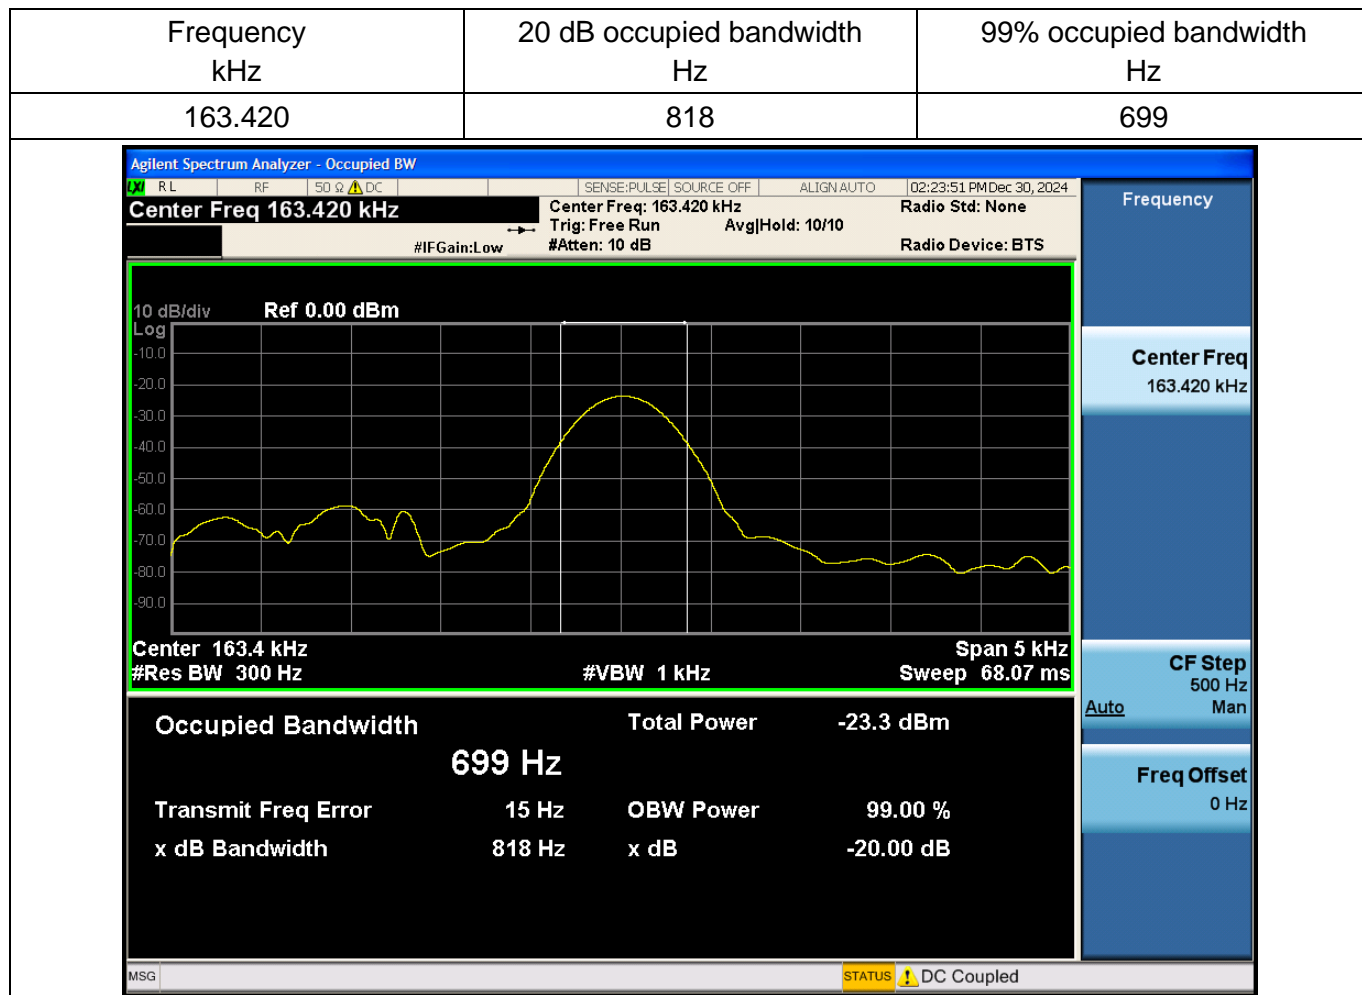 Frequency 20 dB occupied bandwidth 99% occupied bandwidth
kHz Hz Hz
163.420 818 699
Agilent Spectrum Analyzer - Occupied BW
LXI RL RF 50 Ω DC SENSE:PULSE SOURCE OFF ALIGN AUTO 02:23:51 PM Dec 30, 2024
Center Freq 163.420 kHz Center Freq: 163.420 kHz Radio Std: None Frequency
Trig: Free Run Avg|Hold: 10/10
#IFGain:Low #Atten: 10 dB Radio Device: BTS
10 dB/div Ref 0.00 dBm
Log
-10.0
-20.0
-30.0
-40.0
-50.0
-60.0
-70.0
-80.0
-90.0
Center Freq
163.420 kHz
Center 163.4 kHz Span 5 kHz
#Res BW 300 Hz #VBW 1 kHz Sweep 68.07 ms
CF Step
500 Hz
Auto Man
Occupied Bandwidth Total Power -23.3 dBm
699 Hz
Transmit Freq Error 15 Hz OBW Power 99.00 %
x dB Bandwidth 818 Hz x dB -20.00 dB
Freq Offset
0 Hz
MSG STATUS DC Coupled